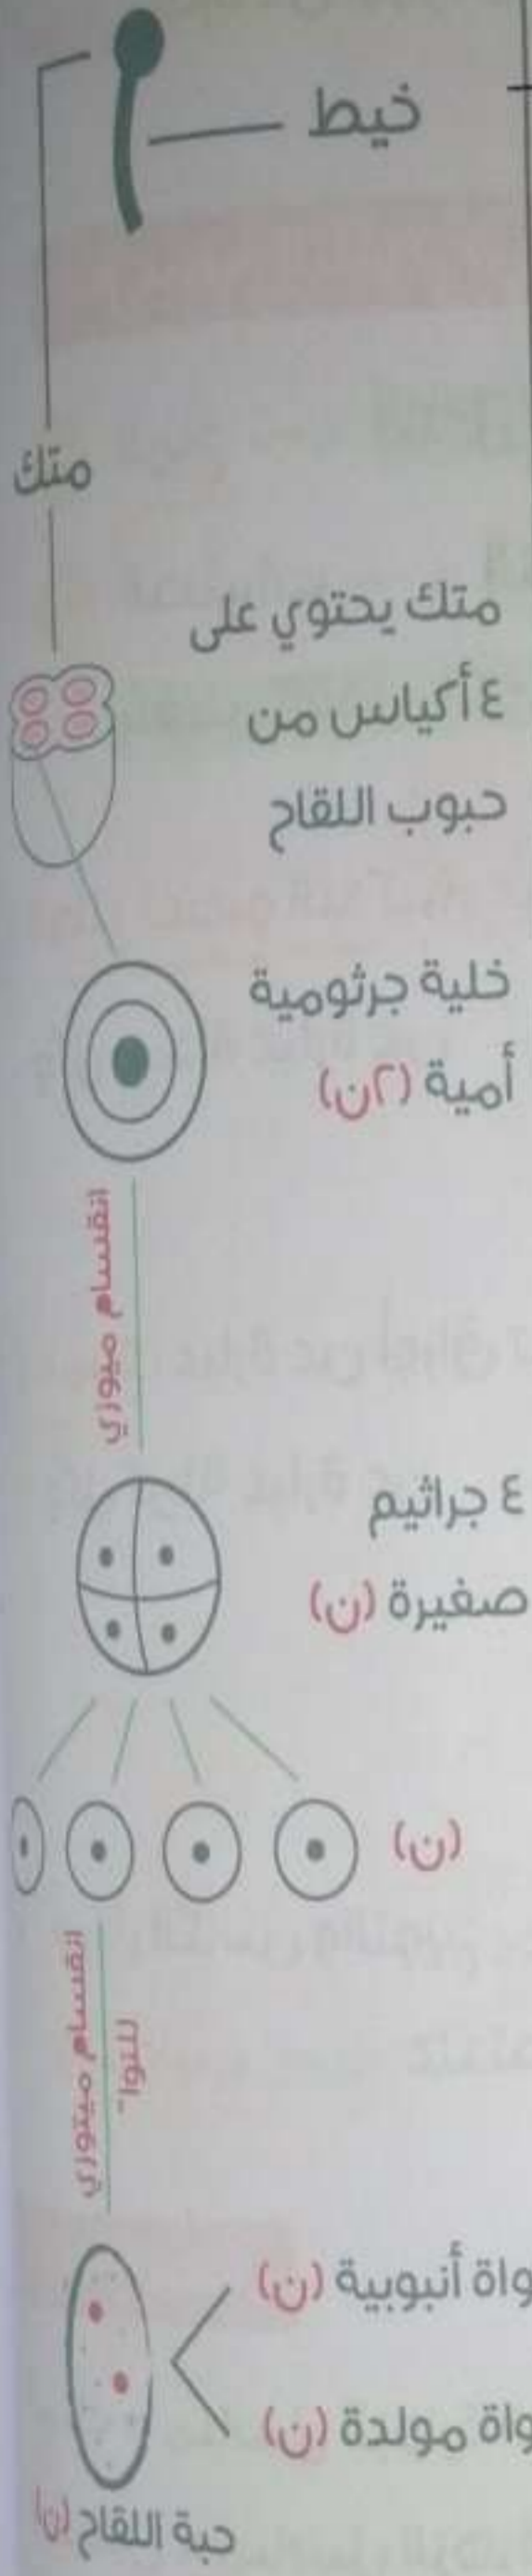 خيط
متك
متك يحتوي على
٤ أكياس من
حبوب اللقاح
خلية جرثومية
أمية (٢ن)
انقسام ميوزي
٤ جراثيم
صغيرة (ن)
(ن)
انقسام ميتوزي
للنوا
واة أنبوبية (ن)
واة مولدة (ن)
حبة اللقاح (ن)